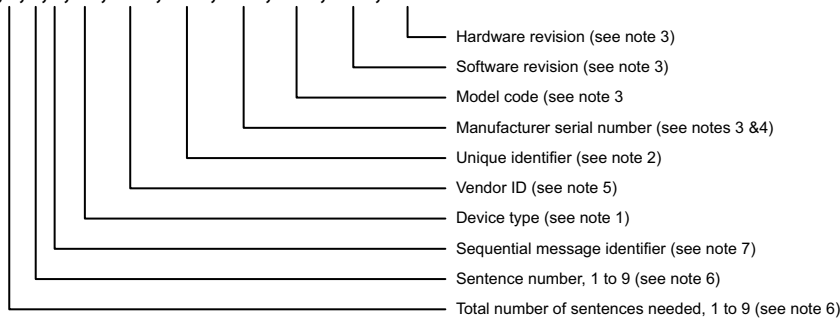 Hardware revision (see note 3)
Software revision (see note 3)
Model code (see note 3
Manufacturer serial number (see notes 3 &4)
Unique identifier (see note 2)
Vendor ID (see note 5)
Device type (see note 1)
Sequential message identifier (see note 7)
Sentence number, 1 to 9 (see note 6)
Total number of sentences needed, 1 to 9 (see note 6)